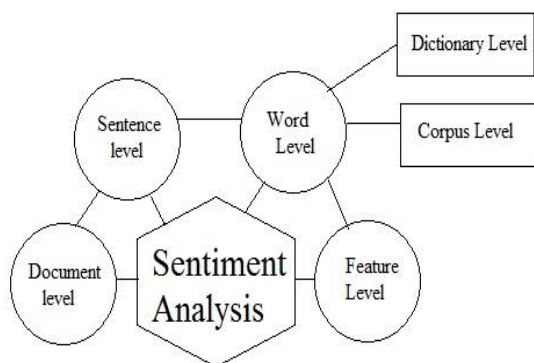 Dictionary Level
Sentence
level
Word
Level
Corpus Level
Document
level
Sentiment
Analysis
Feature
Level